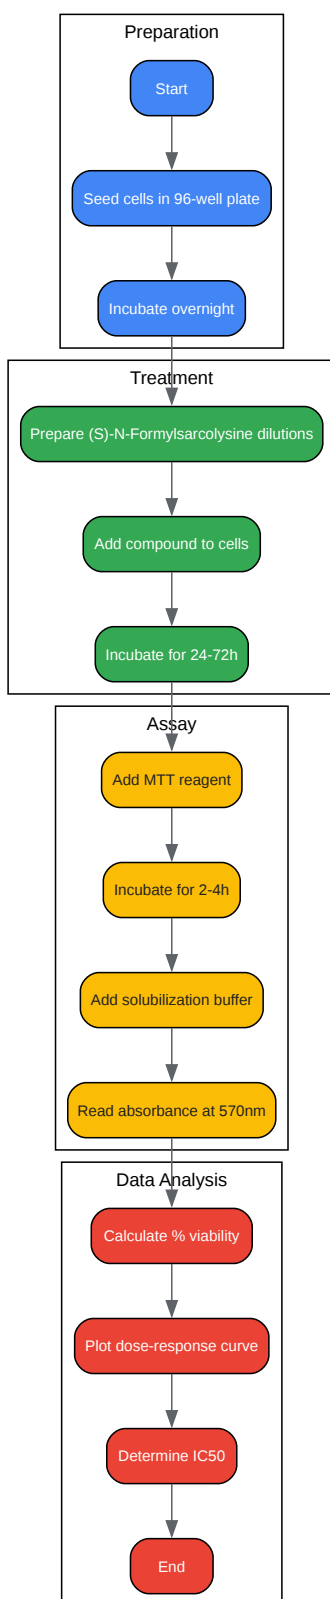 Preparation
Start
Seed cells in 96-well plate
Incubate overnight
Treatment
Prepare (S)-N-Formylsarcolysine dilutions
Add compound to cells
Incubate for 24-72h
Assay
Add MTT reagent
Incubate for 2-4h
Add solubilization buffer
Read absorbance at 570nm
Data Analysis
Calculate % viability
Plot dose-response curve
Determine IC50
End